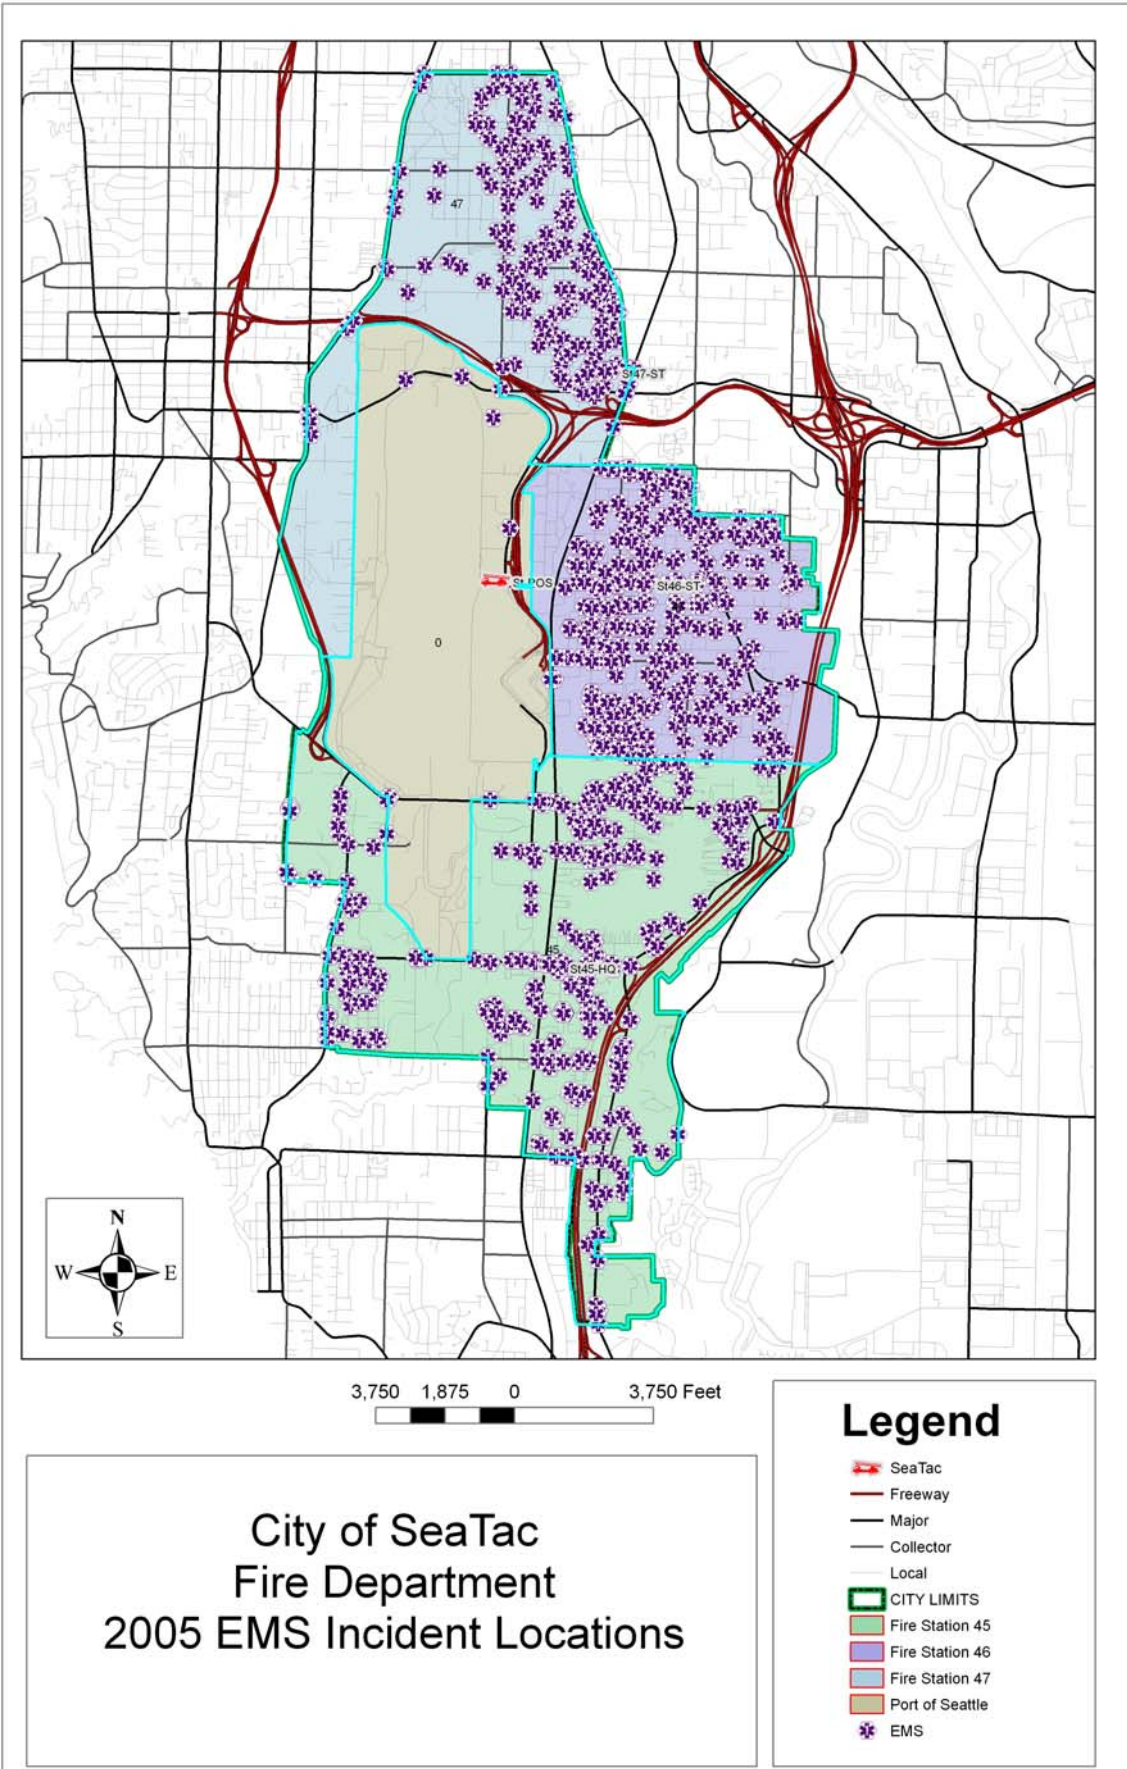 47
St47-ST
St-POS
St46-ST
0
45
St45-HQ
N
W E
S
3,750 1,875 0 3,750 Feet
Legend
SeaTac
Freeway
Major
Collector
Local
CITY LIMITS
Fire Station 45
Fire Station 46
Fire Station 47
Port of Seattle
EMS
City of SeaTac
Fire Department
2005 EMS Incident Locations